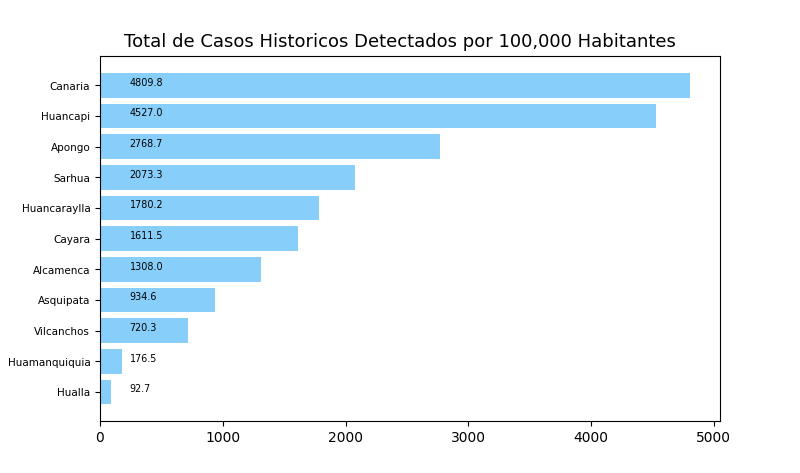 Total de Casos Historicos Detectados por 100,000 Habitantes
Canaria 4809.8
Huancapi 4527.0
Apongo 2768.7
Sarhua 2073.3
Huancaraylla 1780.2
Cayara 1611.5
Alcamenca 1308.0
Asquipata 934.6
Vilcanchos 720.3
Huamanquiquia 176.5
Hualla 92.7
0 1000 2000 3000 4000 5000